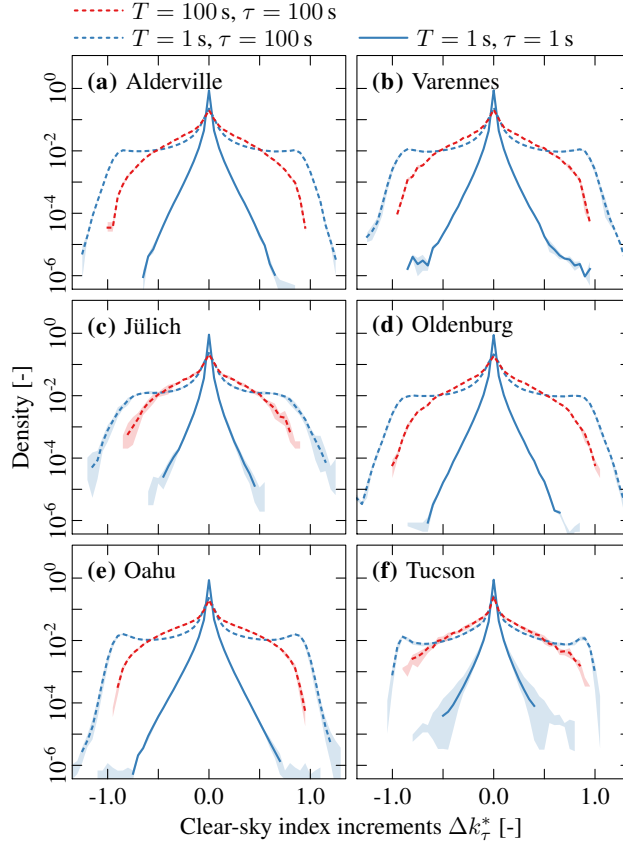 T = 100 s, τ = 100 s
T = 1 s, τ = 100 s
T = 1 s, τ = 1 s
(a) Alderville
(b) Varennes
10^0
10^-2
10^-4
10^-6
(c) Jülich
(d) Oldenburg
10^0
10^-2
10^-4
10^-6
Density [-]
(e) Oahu
(f) Tucson
10^0
10^-2
10^-4
10^-6
-1.0 0.0 1.0 -1.0 0.0 1.0
Clear-sky index increments Δk*_τ [-]